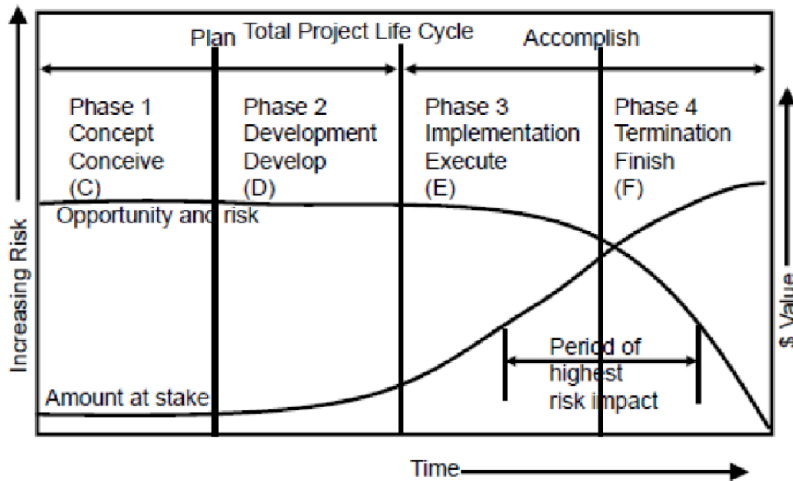 Plan Total Project Life Cycle
Accomplish
Phase 1
Concept
Conceive
(C)
Phase 2
Development
Develop
(D)
Phase 3
Implementation
Execute
(E)
Phase 4
Termination
Finish
(F)
Opportunity and risk
Increasing Risk
$ Value
Amount at stake
Period of
highest
risk impact
Time